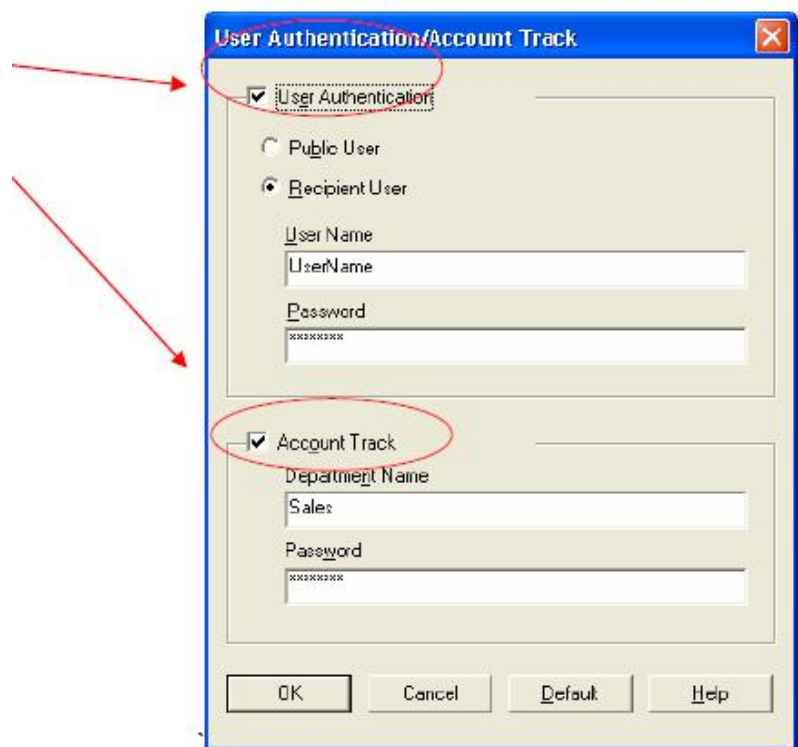 User Authentication/Account Track
User Authentication
Public User
Recipient User
User Name
UserName
Password
××××××××
Account Track
Department Name
Sales
Password
××××××××
OK
Cancel
Default
Help